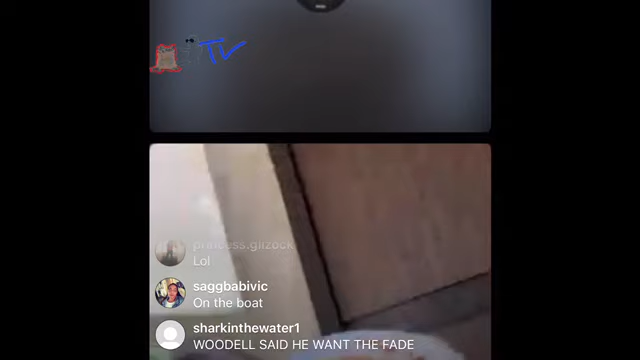 TV
princess.glizock
Lol
saggbabivic
On the boat
sharkinthewater1
WOODELL SAID HE WANT THE FADE